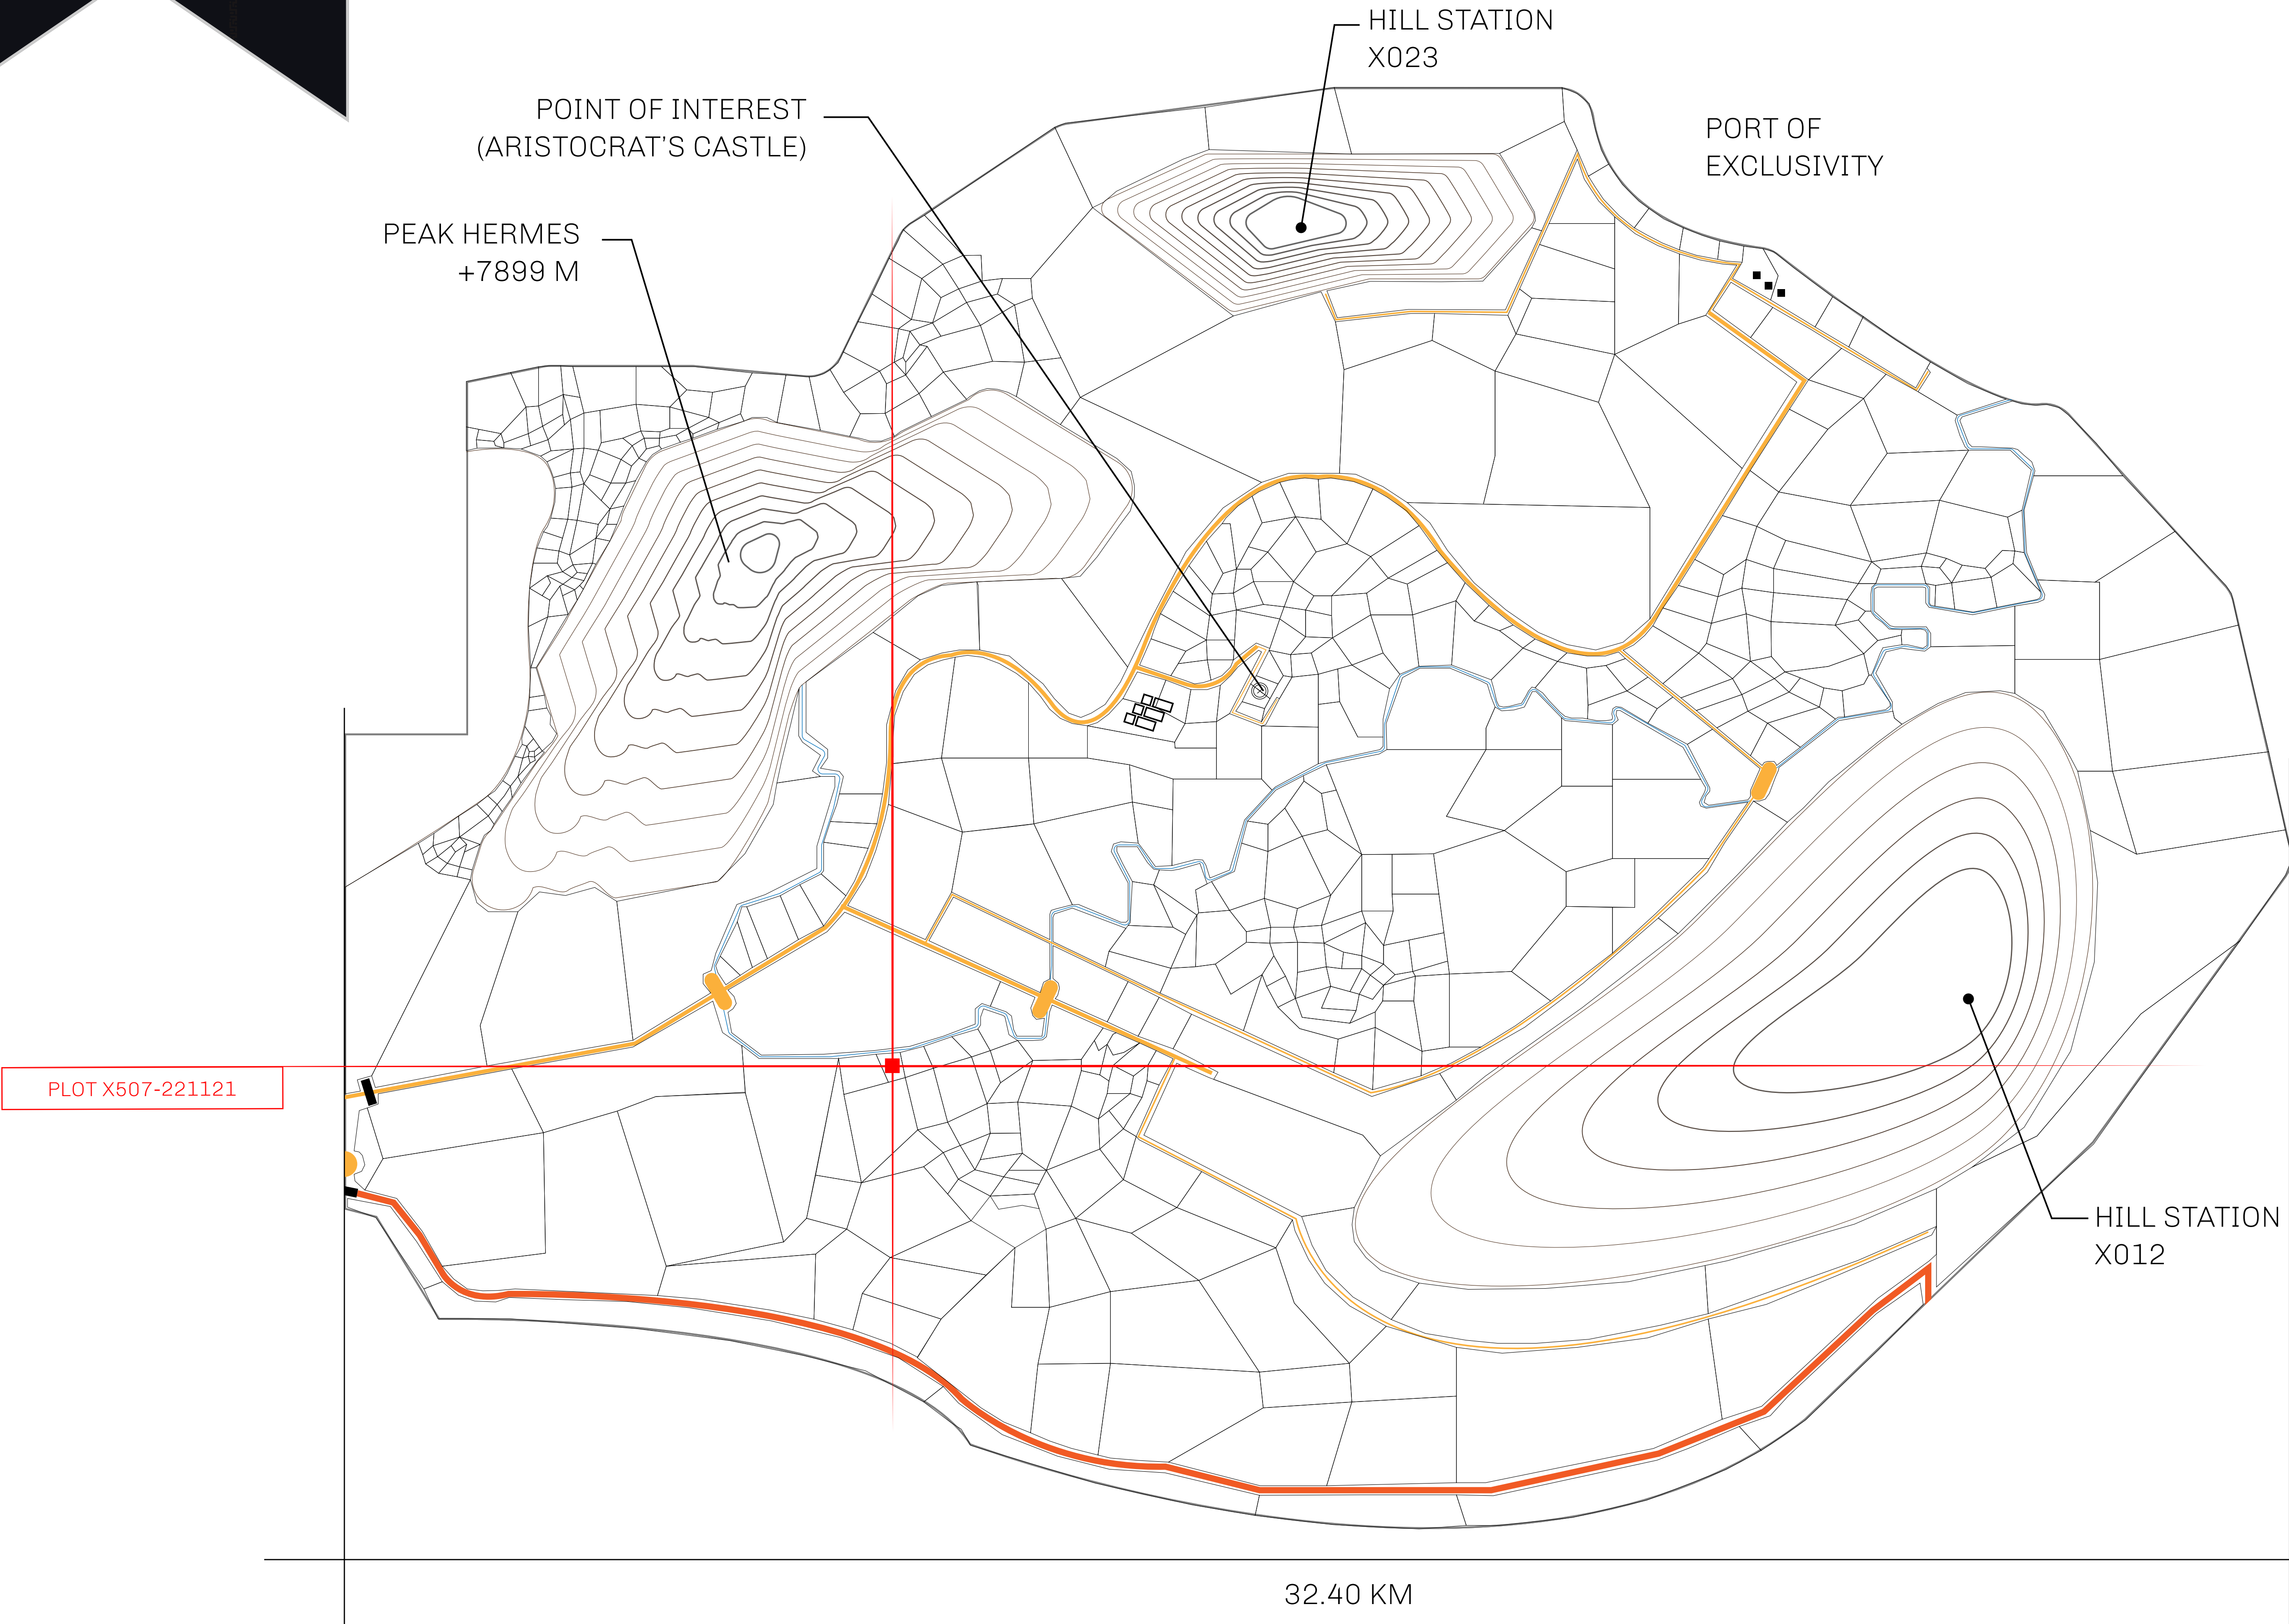 HILL STATION
X023
POINT OF INTEREST
(ARISTOCRAT'S CASTLE)
PORT OF
EXCLUSIVITY
PEAK HERMES
+7899 M
PLOT X507-221121
HILL STATION
X012
32.40 KM